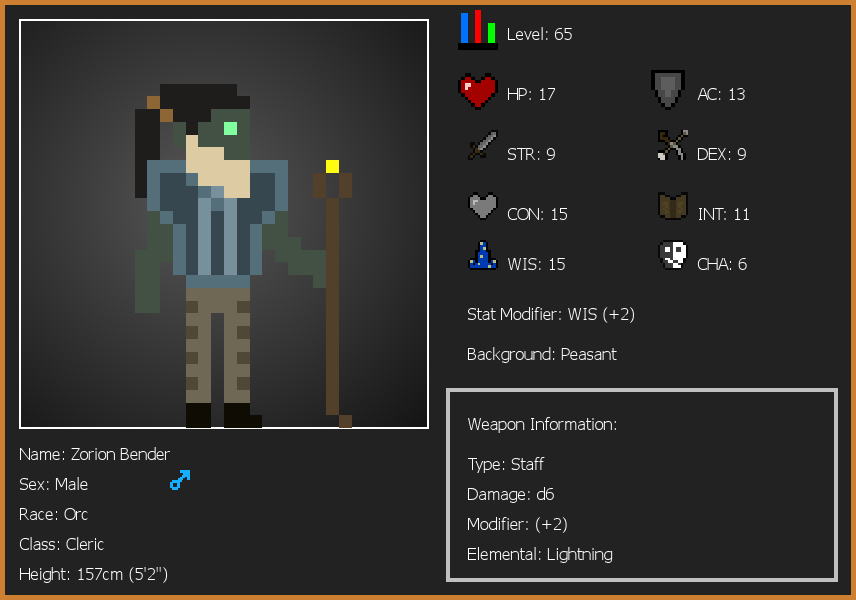 Level: 65
HP: 17
AC: 13
STR: 9
DEX: 9
CON: 15
INT: 11
WIS: 15
CHA: 6
Stat Modifier: WIS (+2)
Background: Peasant
Weapon Information:
Type: Staff
Damage: d6
Modifier: (+2)
Elemental: Lightning
Name: Zorion Bender
Sex: Male
Race: Orc
Class: Cleric
Height: 157cm (5'2")